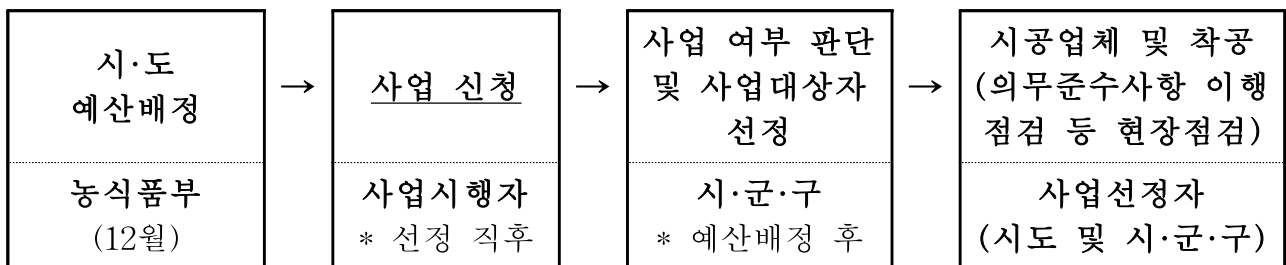 시·도
예산배정
농식품부
(12월)
→
사업 신청
사업시행자
* 선정 직후
→
사업 여부 판단
및 사업대상자
선정
시·군·구
* 예산배정 후
→
시공업체 및 착공
(의무준수사항 이행
점검 등 현장점검)
사업선정자
(시도 및 시·군·구)